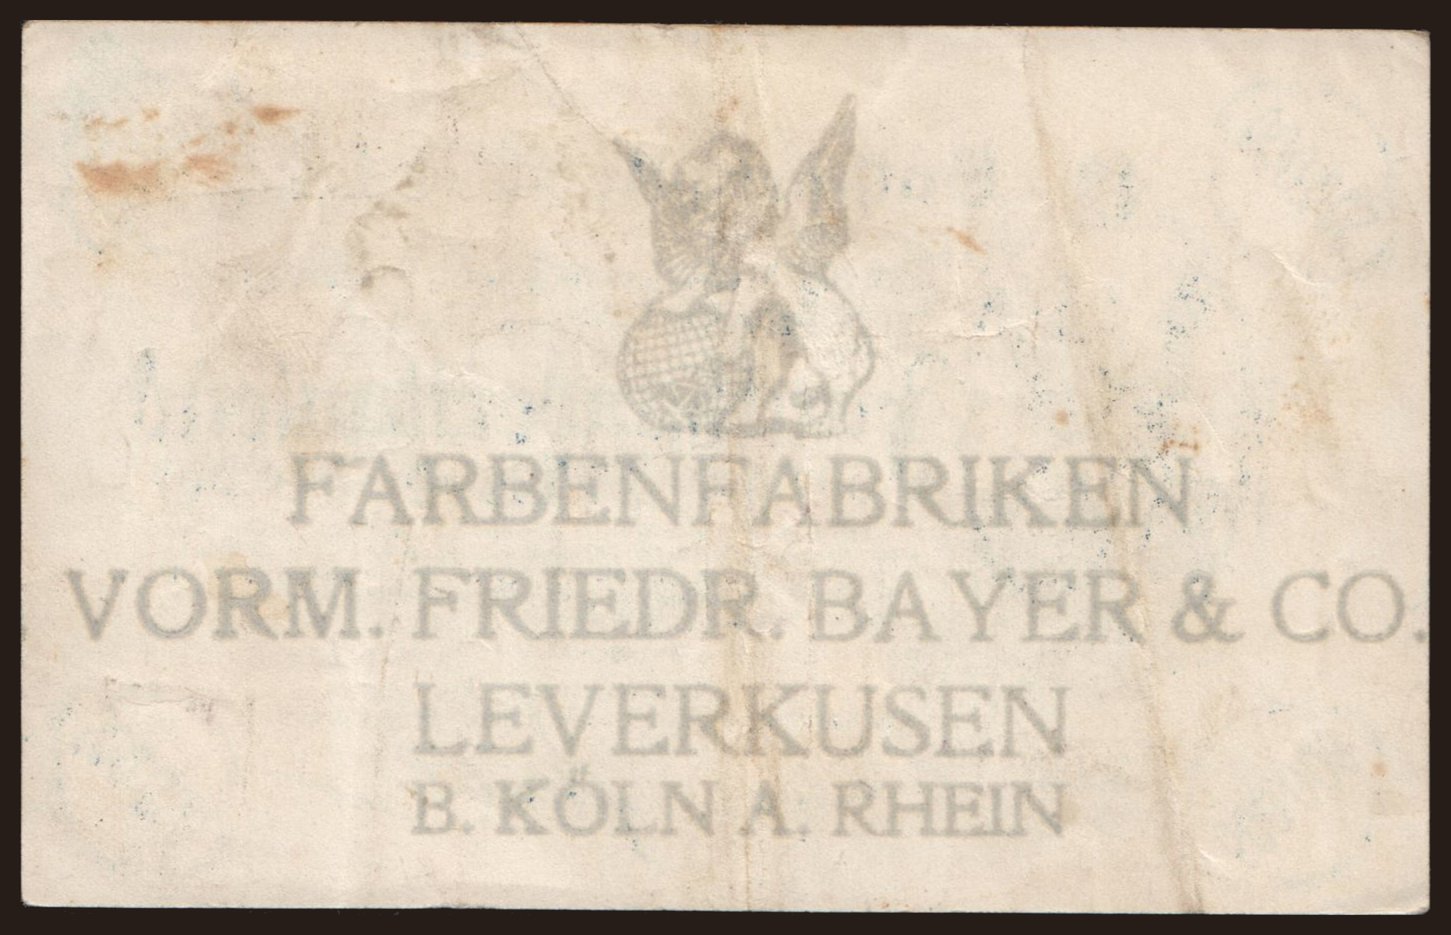 FARBENFABRIKEN
VORM. FRIEDR. BAYER & CO.
LEVERKUSEN
B. KÖLN A. RHEIN